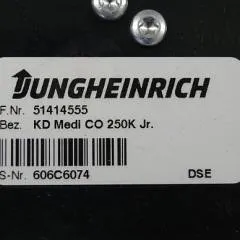 JUNGHEINRICH
F.Nr. 51414555
Bez. KD Medi CO 250K Jr.
S-Nr. 606C6074 DSE